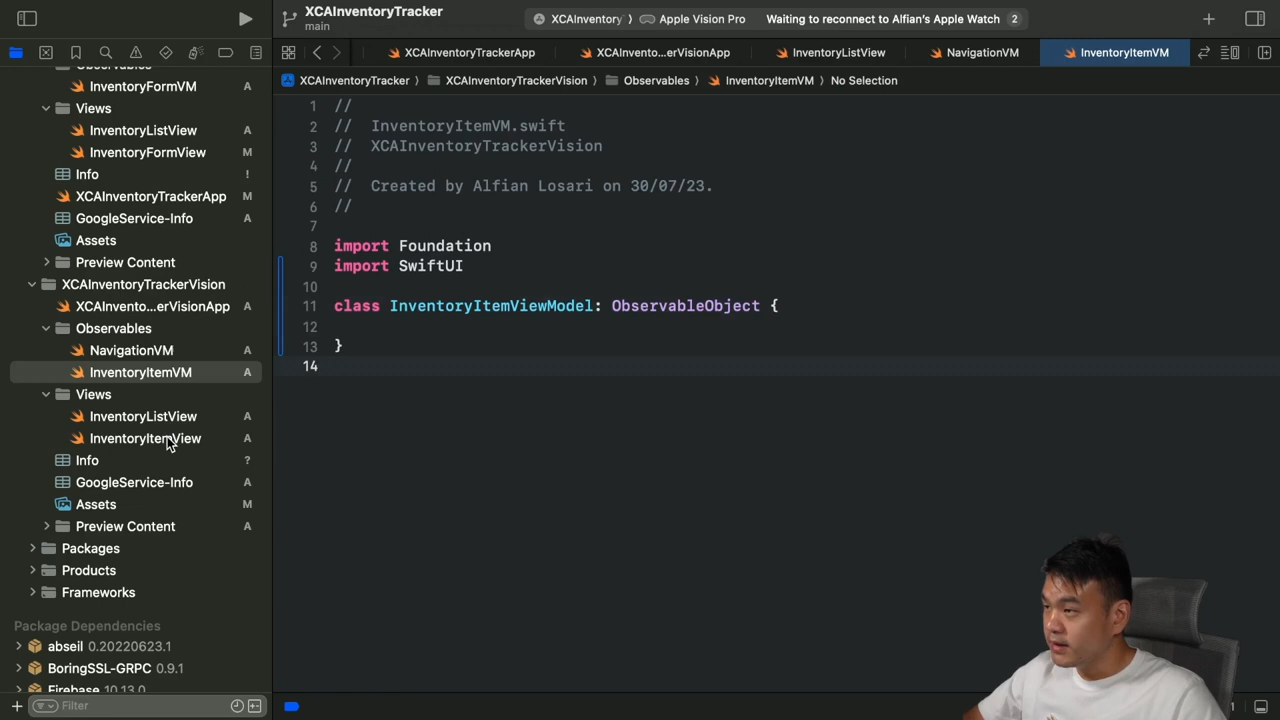 XCAInventoryTracker
main
XCAInventory
Apple Vision Pro
Waiting to reconnect to Alfian's Apple Watch
2
XCAInventoryTrackerApp
XCAInvento...erVisionApp
InventoryListView
NavigationVM
InventoryItemVM
XCAInventoryTracker
XCAInventoryTrackerVision
Observables
InventoryItemVM
No Selection
Observables
InventoryFormVM A
Views
InventoryListView A
InventoryFormView M
Info !
XCAInventoryTrackerApp M
GoogleService-Info A
Assets
Preview Content
XCAInventoryTrackerVision
XCAInvento...erVisionApp A
Observables
NavigationVM A
InventoryItemVM A
Views
InventoryListView A
InventoryItemView A
Info ?
GoogleService-Info A
Assets M
Preview Content A
Packages
Products
Frameworks
Package Dependencies
abseil 0.20220623.1
BoringSSL-GRPC 0.9.1
Firebase 10.13.0
Filter
1 //
2 // InventoryItemVM.swift
3 // XCAInventoryTrackerVision
4 //
5 // Created by Alfian Losari on 30/07/23.
6 //
7
8 import Foundation
9 import SwiftUI
10
11 class InventoryItemViewModel: ObservableObject {
12
13 }
14